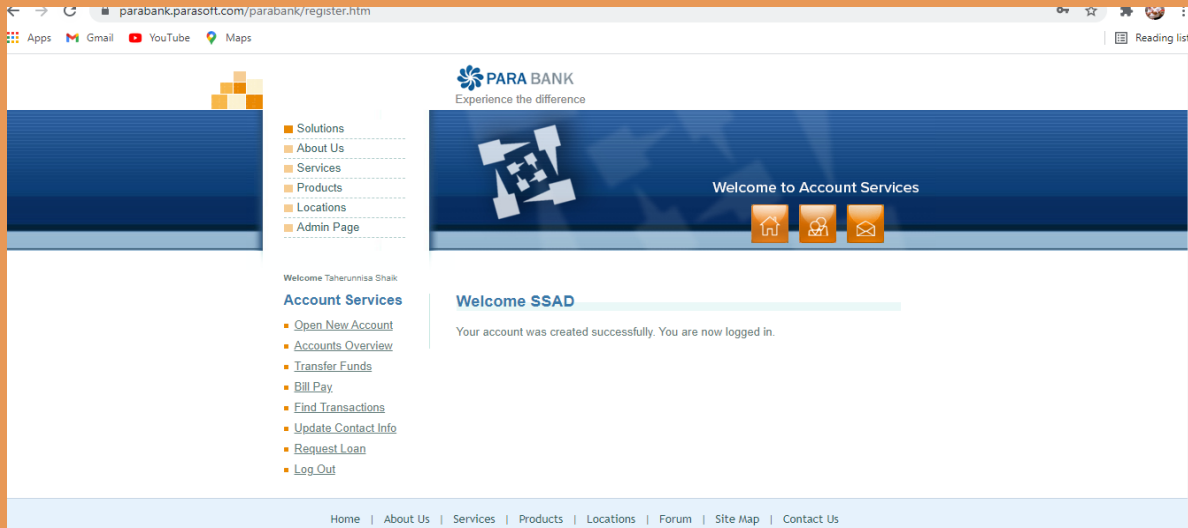 parabank.parasoft.com/parabank/register.htm
Apps Gmail YouTube Maps Reading list
PARA BANK
Experience the difference
Solutions
About Us
Services
Products
Locations
Admin Page
Welcome to Account Services
Welcome Taherunnisa Shaik
Account Services
Open New Account
Accounts Overview
Transfer Funds
Bill Pay
Find Transactions
Update Contact Info
Request Loan
Log Out
Welcome SSAD
Your account was created successfully. You are now logged in.
Home | About Us | Services | Products | Locations | Forum | Site Map | Contact Us